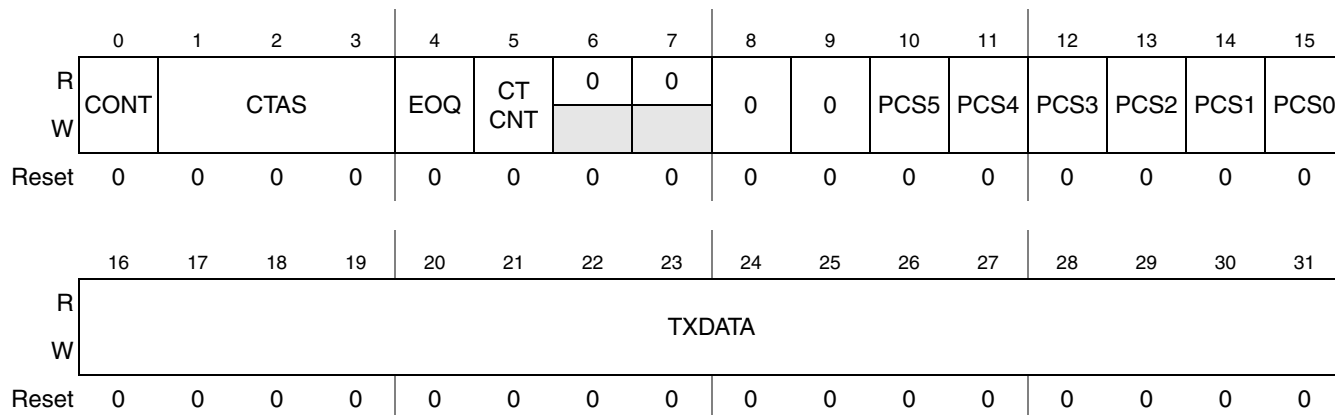 0 1 2 3 4 5 6 7 8 9 10 11 12 13 14 15
R 0 0
CONT CTAS EOQ CT CNT 0 0 PCS5 PCS4 PCS3 PCS2 PCS1 PCS0
W
Reset 0 0 0 0 0 0 0 0 0 0 0 0 0 0 0 0
16 17 18 19 20 21 22 23 24 25 26 27 28 29 30 31
R
TXDATA
W
Reset 0 0 0 0 0 0 0 0 0 0 0 0 0 0 0 0